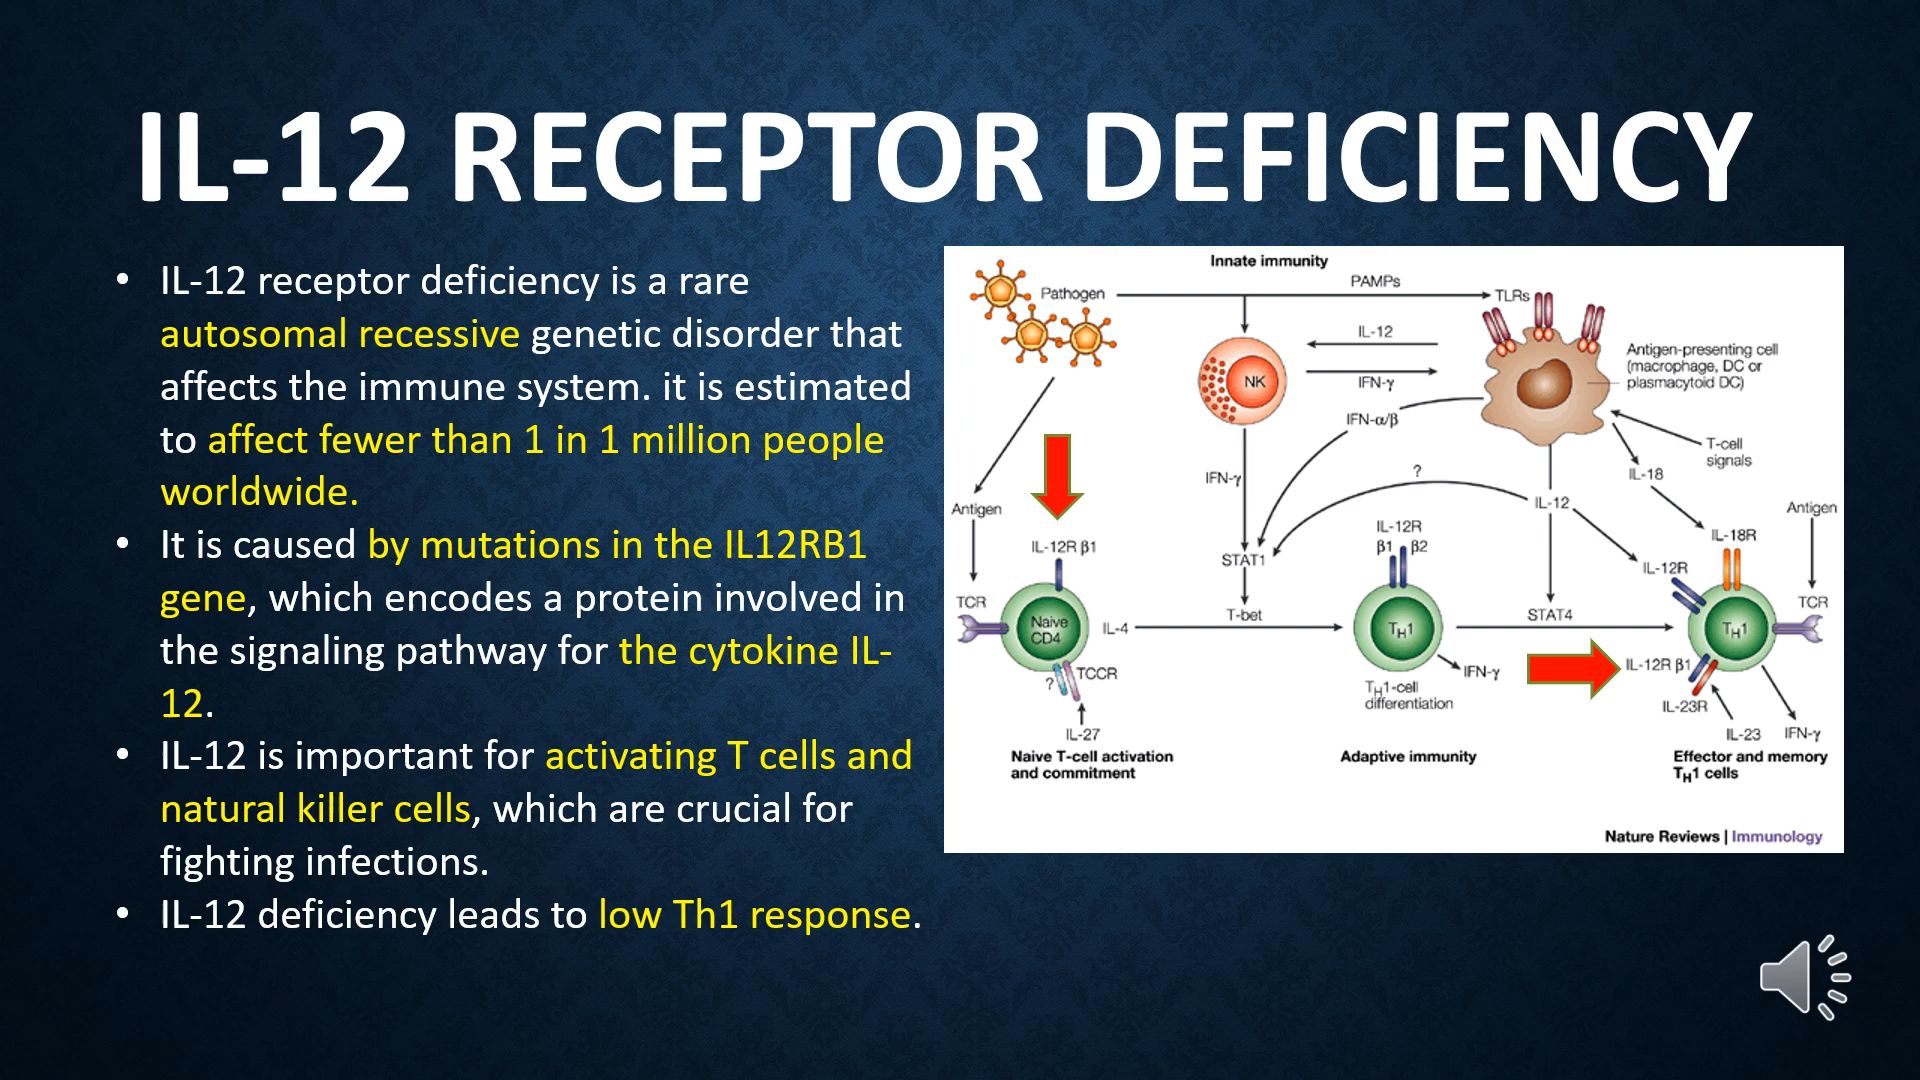 IL-12 RECEPTOR DEFICIENCY
• IL-12 receptor deficiency is a rare
autosomal recessive genetic disorder that
affects the immune system. it is estimated
to affect fewer than 1 in 1 million people
worldwide.
• It is caused by mutations in the IL12RB1
gene, which encodes a protein involved in
the signaling pathway for the cytokine IL-
12.
• IL-12 is important for activating T cells and
natural killer cells, which are crucial for
fighting infections.
• IL-12 deficiency leads to low Th1 response.
Innate immunity
Pathogen
PAMPs
TLRs
IL-12
NK
IFN-γ
Antigen-presenting cell
(macrophage, DC or
plasmacytoid DC)
IFN-α/β
T-cell
signals
IL-18
IFN-γ
?
IL-12
Antigen
Antigen
IL-12R β1
IL-12R
β1 β2
IL-18R
STAT1
IL-12R
TCR
Naive
CD4
IL-4
T-bet
TH1
STAT4
TH1
TCR
?
TCCR
IFN-γ
IL-12R β1
TH1-cell
differentiation
IL-23R
IL-27
IL-23
IFN-γ
Naive T-cell activation
and commitment
Adaptive immunity
Effector and memory
TH1 cells
Nature Reviews | Immunology